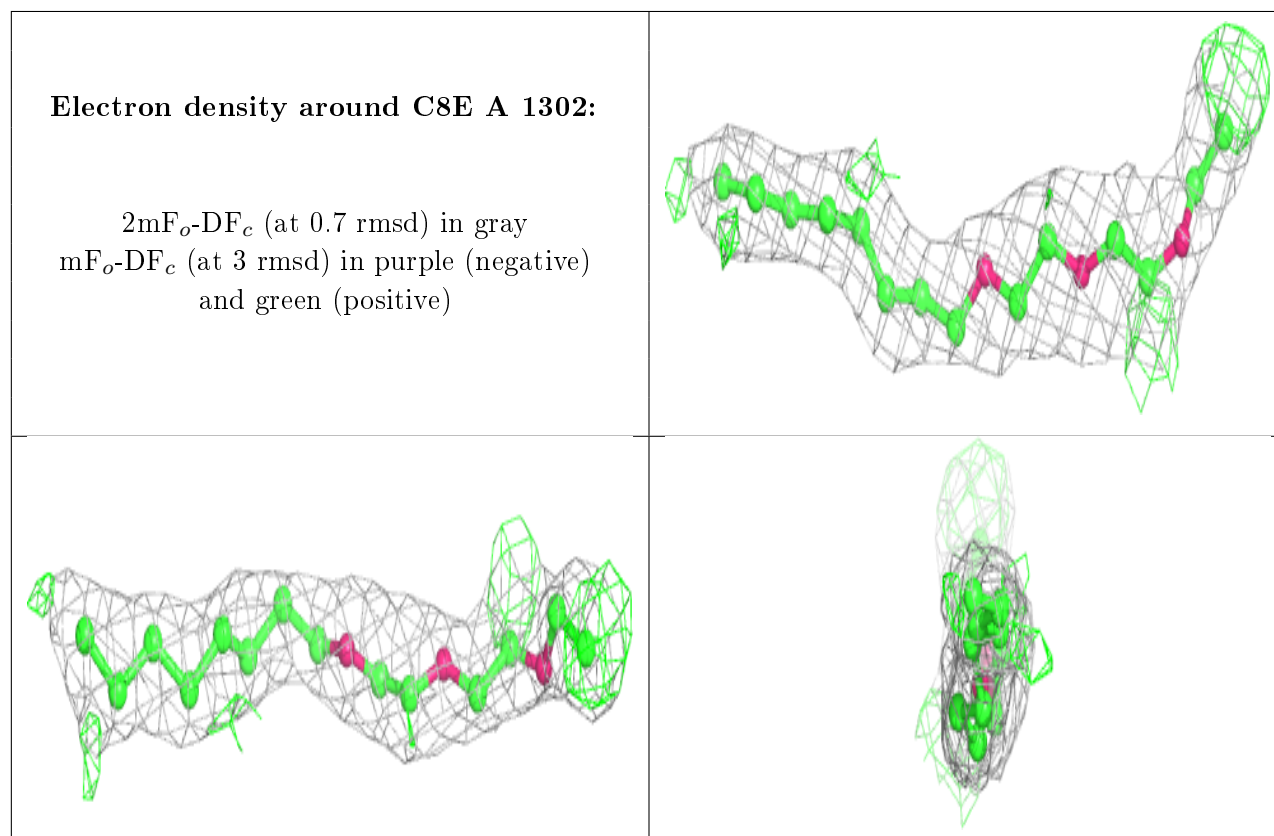 Electron density around C8E A 1302:
2mFo-DFc (at 0.7 rmsd) in gray
mFo-DFc (at 3 rmsd) in purple (negative)
and green (positive)